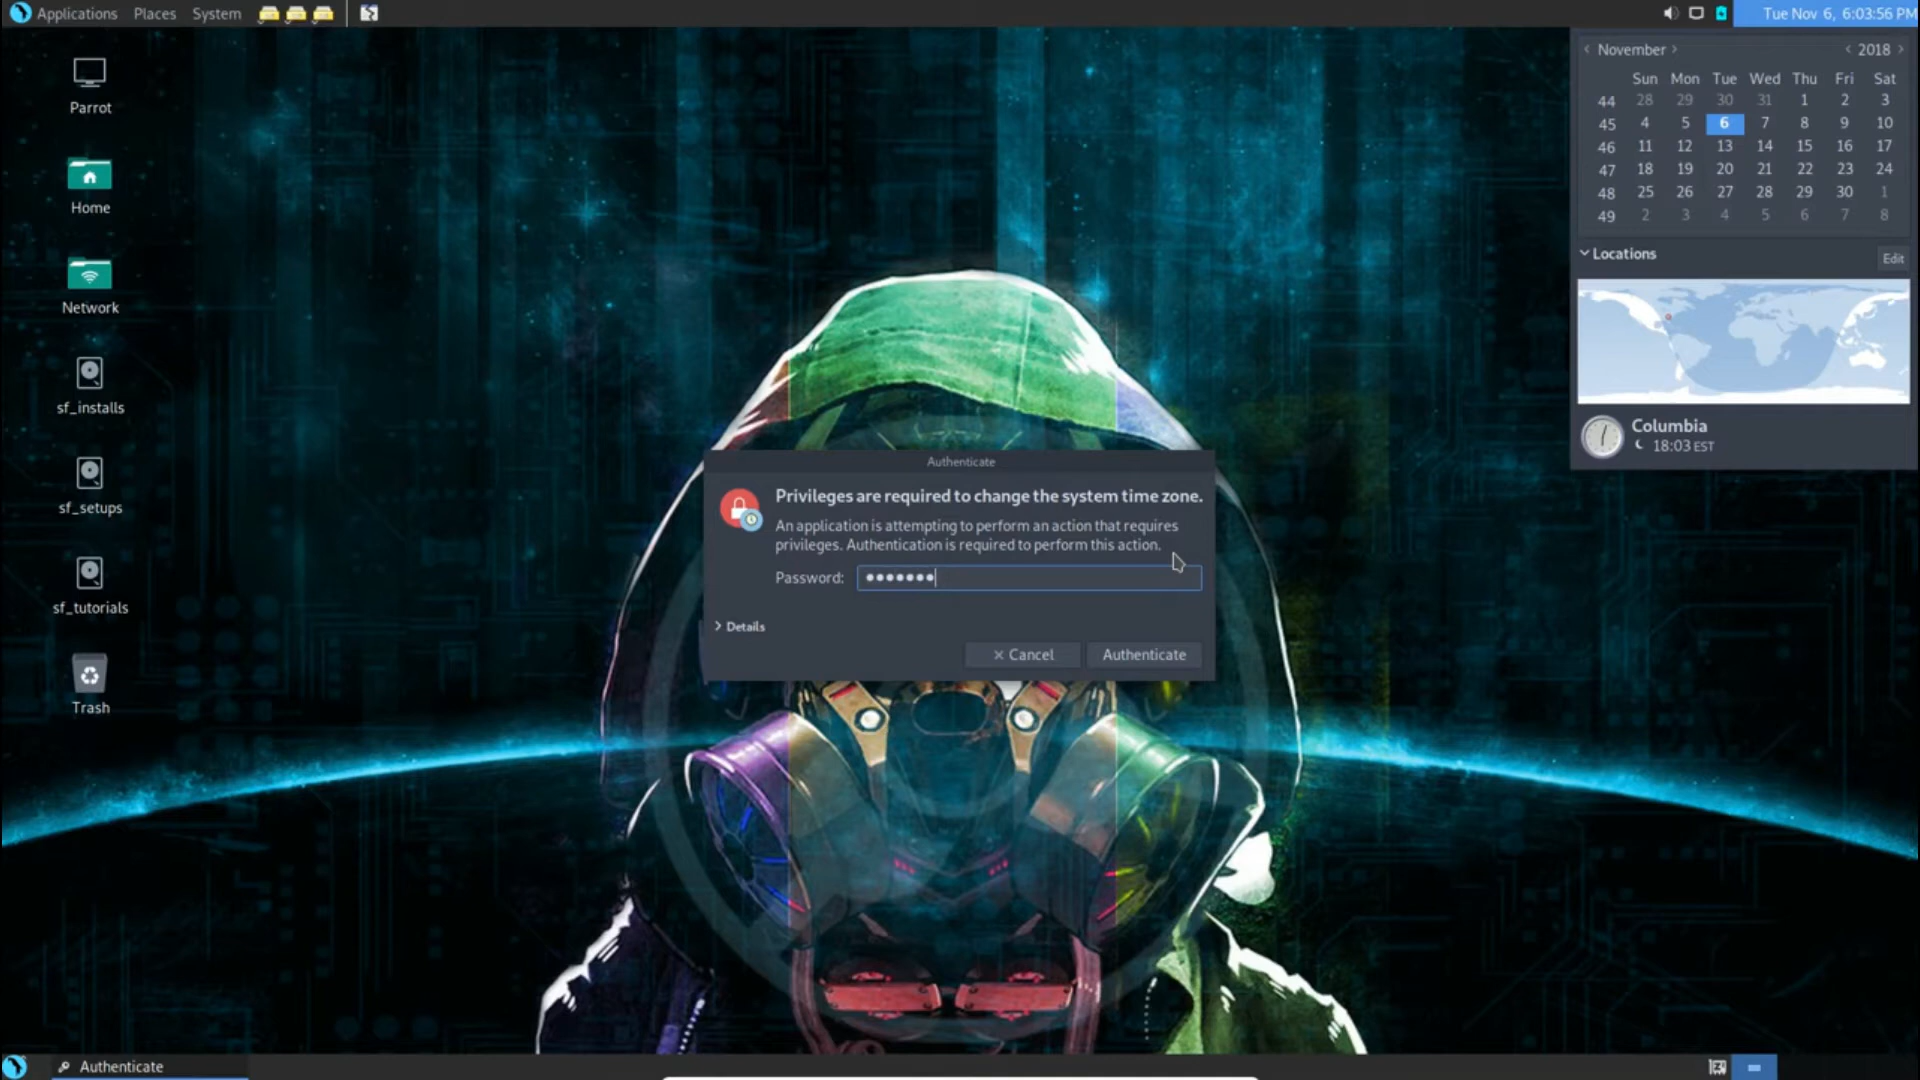 Applications Places System
Tue Nov 6, 6:03:56 PM
Parrot
Home
Network
sf_installs
sf_setups
sf_tutorials
Trash
November 2018
Sun Mon Tue Wed Thu Fri Sat
44 28 29 30 31 1 2 3
45 4 5 6 7 8 9 10
46 11 12 13 14 15 16 17
47 18 19 20 21 22 23 24
48 25 26 27 28 29 30 1
49 2 3 4 5 6 7 8
Locations Edit
Columbia
18:03 EST
Authenticate
Privileges are required to change the system time zone.
An application is attempting to perform an action that requires
privileges. Authentication is required to perform this action.
Password: •••••••
Details
Cancel Authenticate
Authenticate